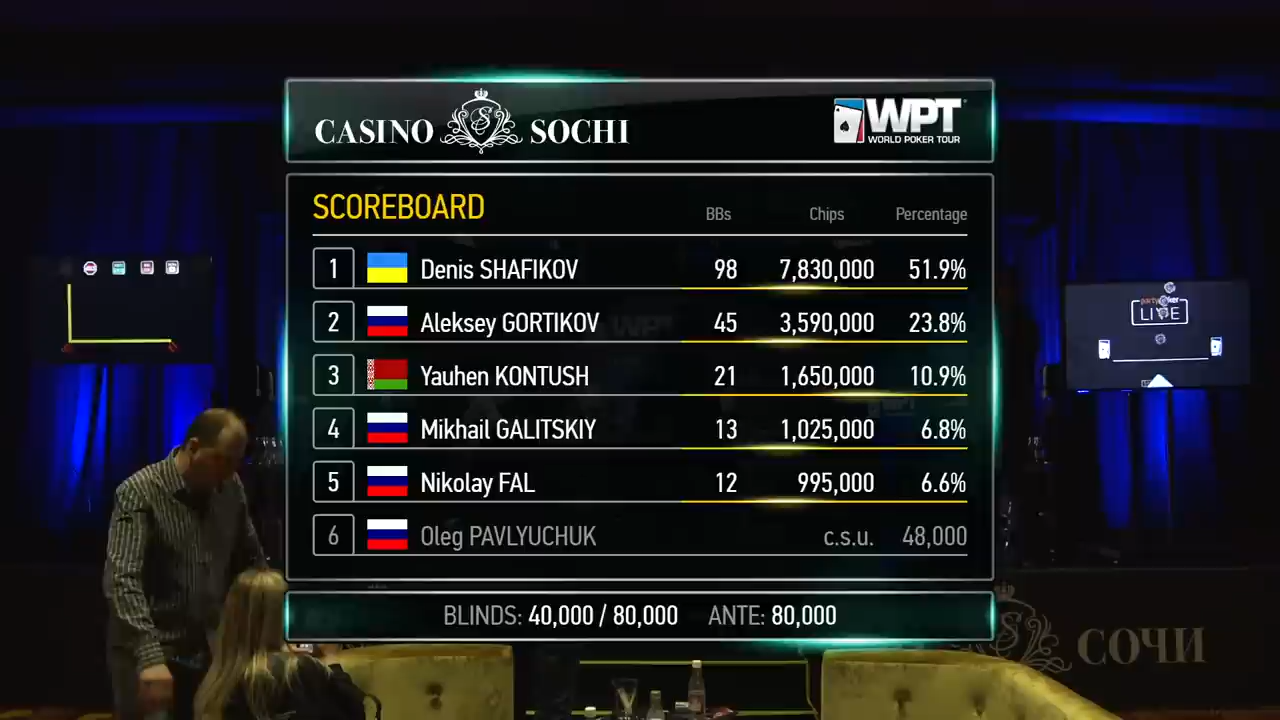 CASINO SOCHI
WPT
WORLD POKER TOUR
SCOREBOARD BBs Chips Percentage
1 Denis SHAFIKOV 98 7,830,000 51.9%
2 Aleksey GORTIKOV 45 3,590,000 23.8%
3 Yauhen KONTUSH 21 1,650,000 10.9%
4 Mikhail GALITSKIY 13 1,025,000 6.8%
5 Nikolay FAL 12 995,000 6.6%
6 Oleg PAVLYUCHUK c.s.u. 48,000
BLINDS: 40,000 / 80,000 ANTE: 80,000
LIVE
СОЧИ